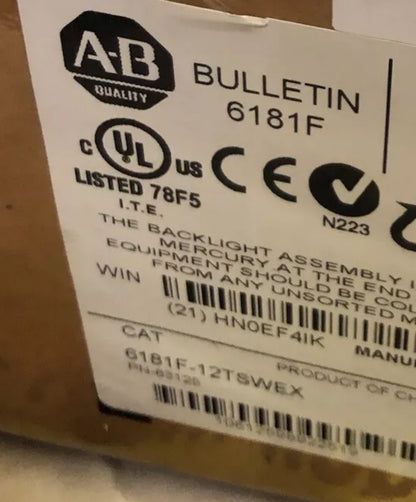 A-B
QUALITY
BULLETIN
6181F
C UL US
LISTED 78F5
I.T.E.
CE
N223
THE BACKLIGHT ASSEMBLY
MERCURY AT THE END
EQUIPMENT SHOULD BE
FROM ANY UNSORTED
WIN
(21) HN0EF4IK
MANU
CAT
PRODUCT OF
6181F-12TSWEX